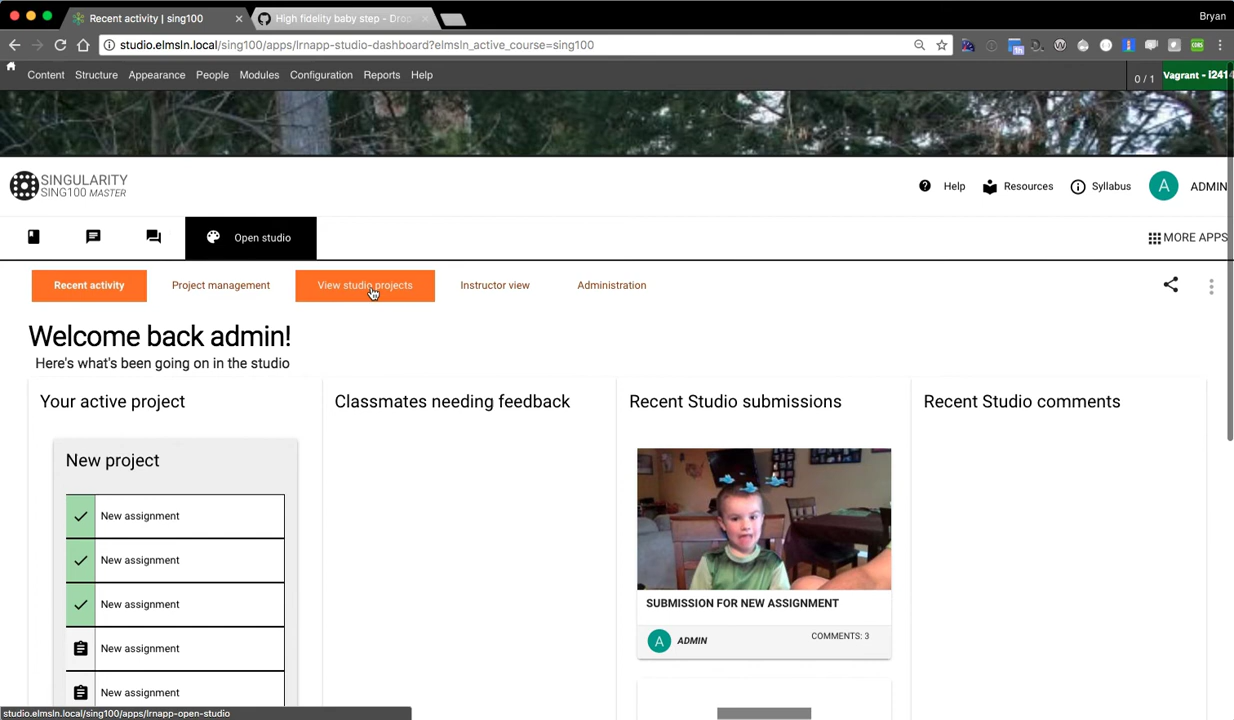 Recent activity | sing100
High fidelity baby step - Drop
Bryan
studio.elmsln.local/sing100/apps/lrnapp-studio-dashboard?elmsln_active_course=sing100
Content Structure Appearance People Modules Configuration Reports Help
0 / 1
Vagrant - i2414
SINGULARITY
SING100 MASTER
Help Resources Syllabus A ADMIN
Open studio
MORE APPS
Recent activity Project management View studio projects Instructor view Administration
Welcome back admin!
Here's what's been going on in the studio
Your active project
New project
New assignment
New assignment
New assignment
New assignment
New assignment
Classmates needing feedback
Recent Studio submissions
SUBMISSION FOR NEW ASSIGNMENT
A ADMIN COMMENTS: 3
Recent Studio comments
studio.elmsln.local/sing100/apps/lrnapp-open-studio